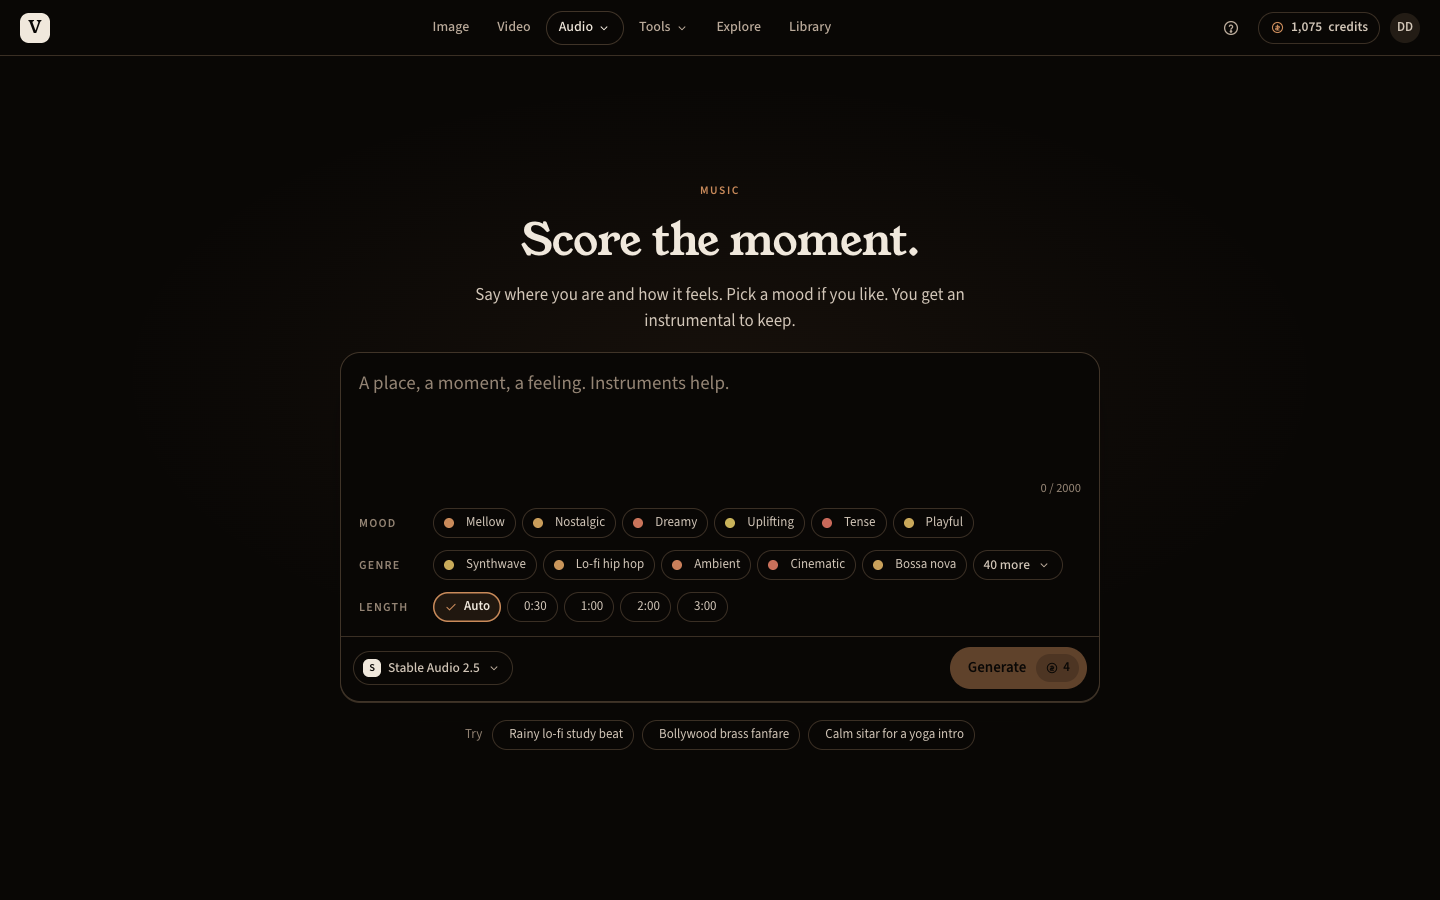 V
Image Video Audio Tools Explore Library
1,075 credits DD
MUSIC
Score the moment.
Say where you are and how it feels. Pick a mood if you like. You get an
instrumental to keep.
A place, a moment, a feeling. Instruments help.
0 / 2000
MOOD Mellow Nostalgic Dreamy Uplifting Tense Playful
GENRE Synthwave Lo-fi hip hop Ambient Cinematic Bossa nova 40 more
LENGTH Auto 0:30 1:00 2:00 3:00
S Stable Audio 2.5 Generate 4
Try Rainy lo-fi study beat Bollywood brass fanfare Calm sitar for a yoga intro